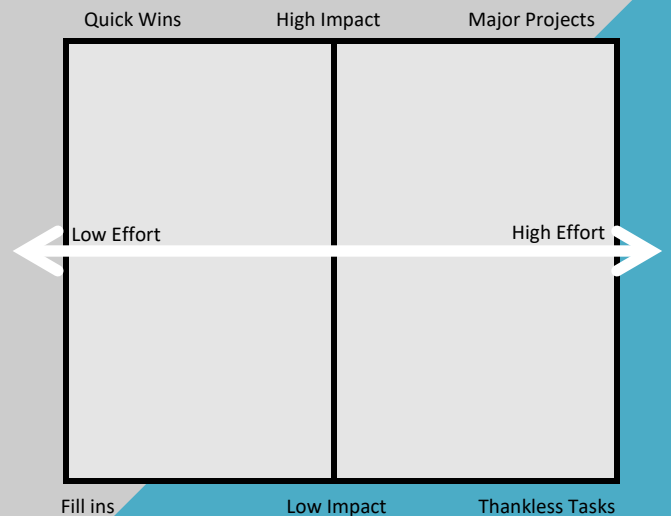 Quick Wins
High Impact
Major Projects
Low Effort
High Effort
Fill ins
Low Impact
Thankless Tasks